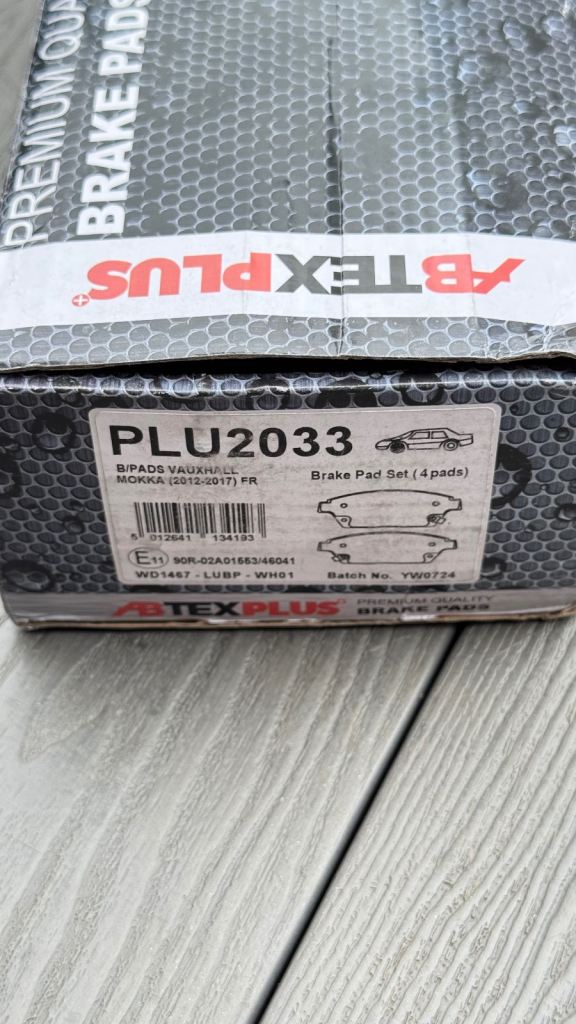 PREMIUM QUA
BRAKE PADS
ABTEXPLUS
PLU2033
B/PADS VAUXHALL
MOKKA (2012-2017) FR
Brake Pad Set (4 pads)
5 012641 134193
E11 90R-02A01553/46041
WD1467 - LUBP - WH01
Batch No. YW0724
ABTEXPLUS
PREMIUM QUALITY
BRAKE PADS